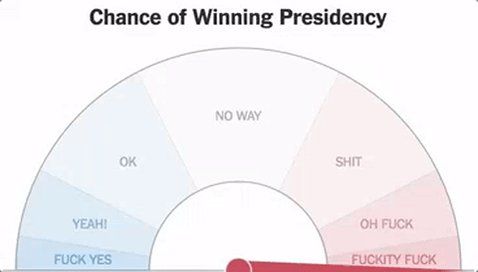 Chance of Winning Presidency
NO WAY
OK
SHIT
YEAH!
OH FUCK
FUCK YES
FUCKITY FUCK